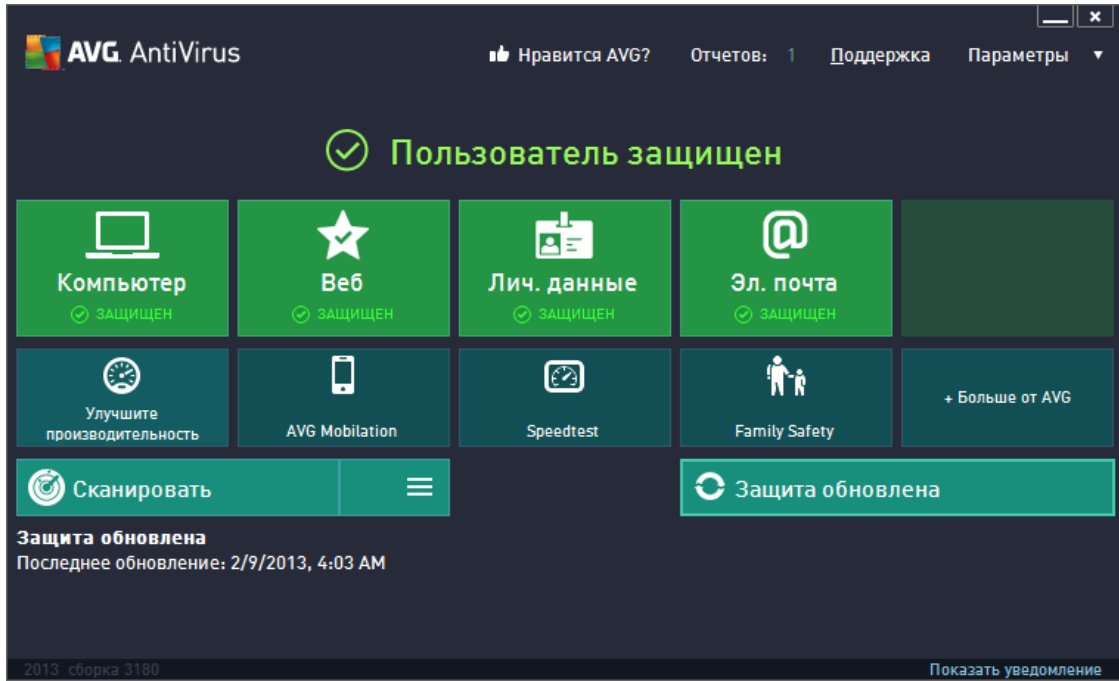 AVG. AntiVirus
Нравится AVG? Отчетов: 1 Поддержка Параметры
Пользователь защищен
Компьютер
ЗАЩИЩЕН
Веб
ЗАЩИЩЕН
Лич. данные
ЗАЩИЩЕН
Эл. почта
ЗАЩИЩЕН
Улучшите
производительность
AVG Mobilation
Speedtest
Family Safety
+ Больше от AVG
Сканировать
Защита обновлена
Защита обновлена
Последнее обновление: 2/9/2013, 4:03 AM
2013 сборка 3180
Показать уведомление